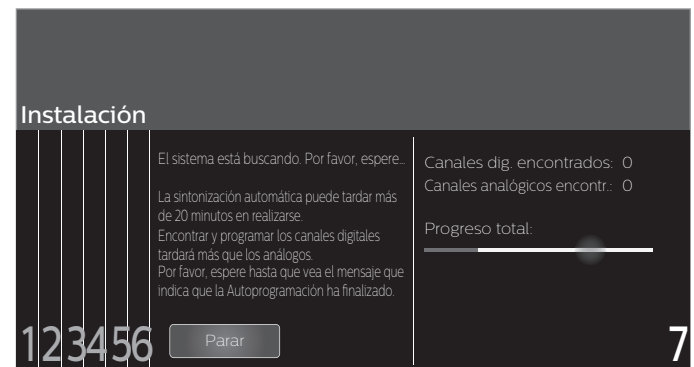 Instalación
El sistema está buscando. Por favor, espere...
La sintonización automática puede tardar más
de 20 minutos en realizarse.
Encontrar y programar los canales digitales
tardará más que los análogos.
Por favor, espere hasta que vea el mensaje que
indica que la Autoprogramación ha finalizado.
Canales dig. encontrados: 0
Canales analógicos encontr.: 0
Progreso total:
123456
Parar
7